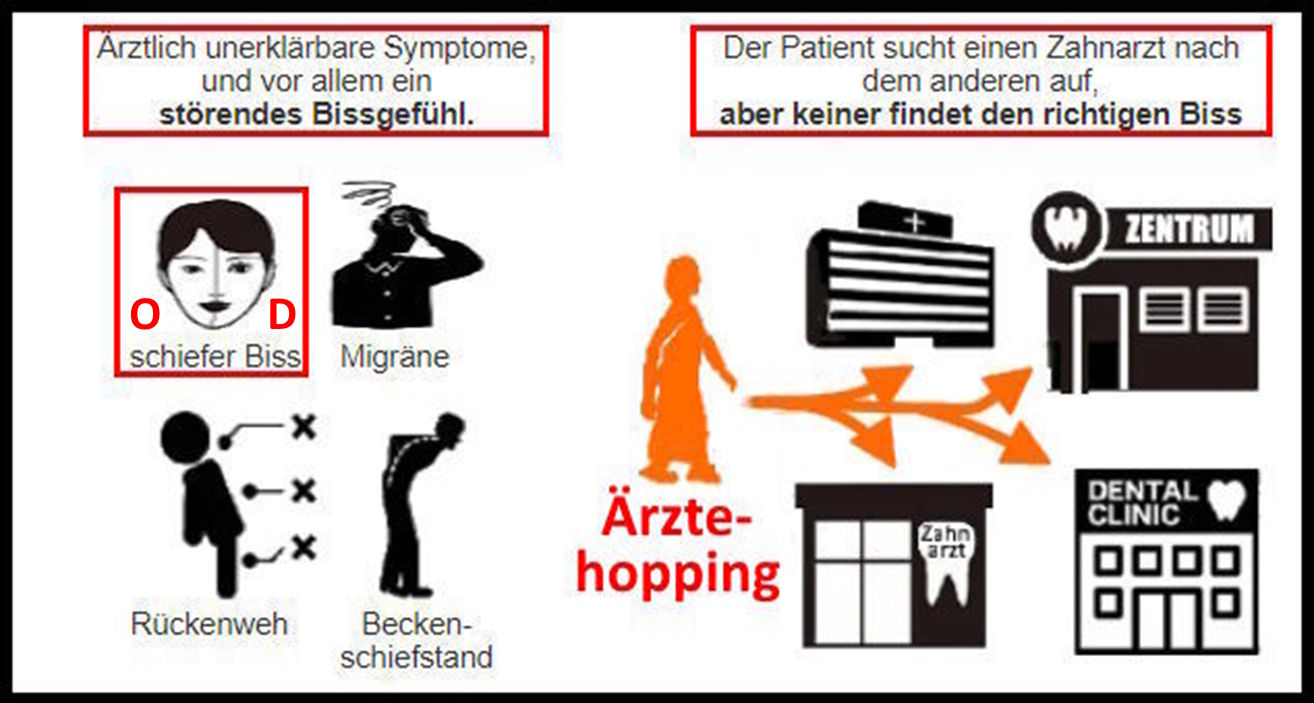 Ärztlich unerklärbare Symptome,
und vor allem ein
störendes Bissgefühl.
Der Patient sucht einen Zahnarzt nach
dem anderen auf,
aber keiner findet den richtigen Biss
O D
schiefer Biss
Migräne
Rückenweh
Becken-
schiefstand
Ärzte-
hopping
ZENTRUM
Zahn
arzt
DENTAL
CLINIC